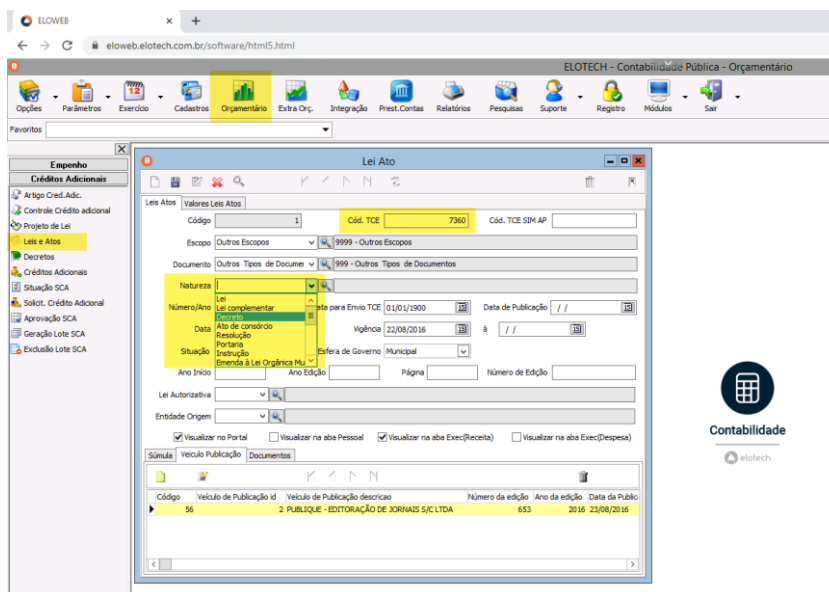 ELOWEB
eloweb.elotech.com.br/software/html5.html
ELOTECH - Contabilidade Pública - Orçamentário
Opções Parâmetros Exercício Cadastros Orçamentário Extra Orç. Integração Prest.Contas Relatórios Pesquisas Suporte Registro Módulos Sair
Favoritos
Empenho
Créditos Adicionais
Artigo Cred.Adic.
Controle Crédito adicional
Projeto de Lei
Leis e Atos
Decretos
Créditos Adicionais
Situação SCA
Solicit. Crédito Adicional
Aprovação SCA
Geração Lote SCA
Exclusão Lote SCA
Lei Ato
Leis Atos Valores Leis Atos
Código 1 Cód. TCE 7360 Cód. TCE SIM AP
Escopo Outros Escopos 9999 - Outros Escopos
Documento Outros Tipos de Documen 999 - Outros Tipos de Documentos
Natureza
Lei
Lei complementar
Decreto
Ato de consórcio
Resolução
Portaria
Instrução
Emenda à Lei Orgânica Mu
Número/Ano ata para Envio TCE 01/01/1900 15 Data de Publicação / / 15
Data Vigência 22/08/2016 15 à / / 15
Situação Esfera de Governo Municipal
Ano Início Ano Edição Página Número de Edição
Lei Autorizativa
Entidade Origem
Visualizar no Portal Visualizar na aba Pessoal Visualizar na aba Exec(Receita) Visualizar na aba Exec(Despesa)
Súmula Veículo Publicação Documentos
Código Veículo de Publicação id Veículo de Publicação descricao Número da edição Ano da edição Data da Public
56 2 PUBLIQUE - EDITORAÇÃO DE JORNAIS S/C LTDA 653 2016 23/08/2016
Contabilidade
elotech